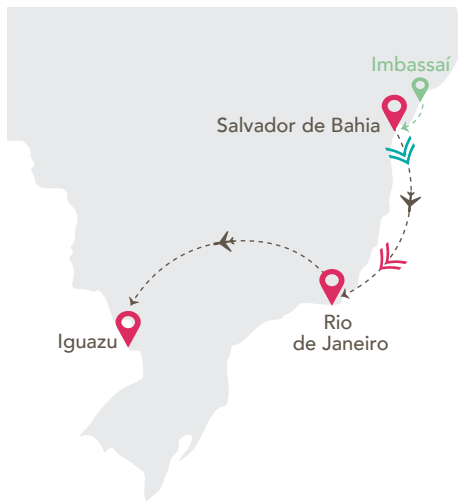 Imbassaí
Salvador de Bahia
Rio
de Janeiro
Iguazu